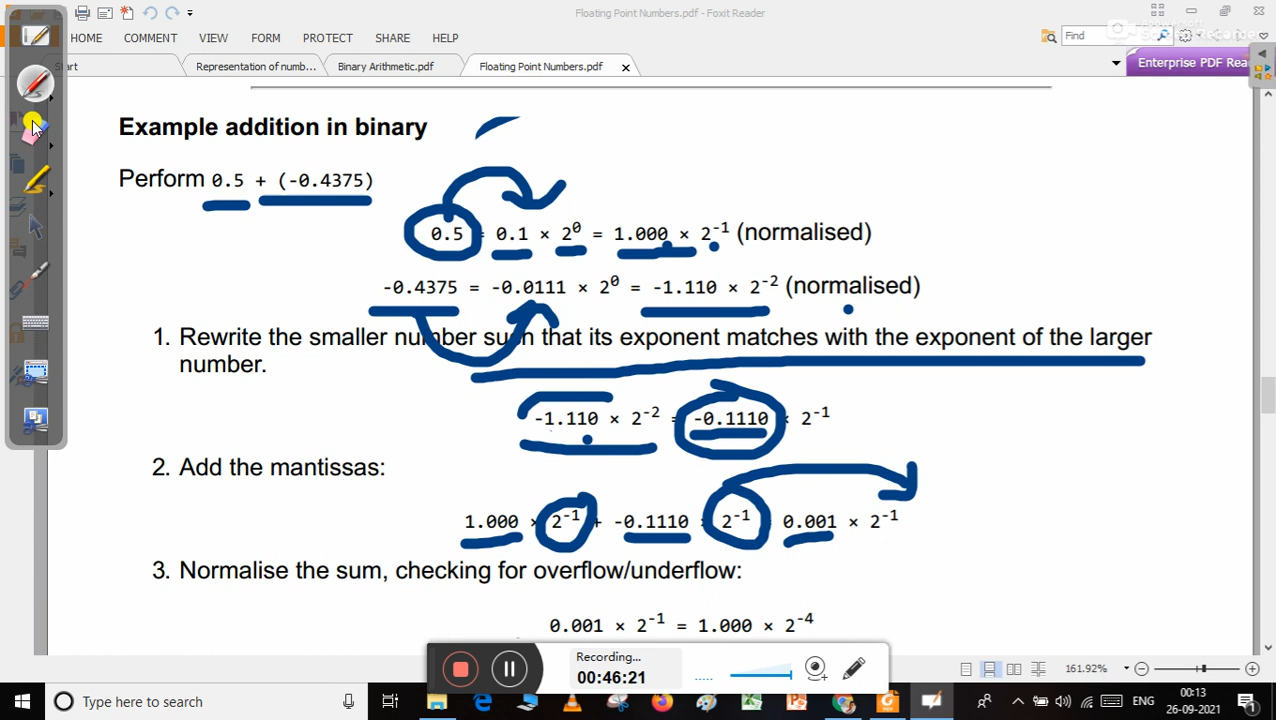 Floating Point Numbers.pdf - Foxit Reader
HOME COMMENT VIEW FORM PROTECT SHARE HELP
Find
Start Representation of numb... Binary Arithmetic.pdf Floating Point Numbers.pdf
Enterprise PDF Rea
Example addition in binary
Perform 0.5 + (-0.4375)
0.5 = 0.1 × 2⁰ = 1.000 × 2⁻¹ (normalised)
-0.4375 = -0.0111 × 2⁰ = -1.110 × 2⁻² (normalised)
1. Rewrite the smaller number such that its exponent matches with the exponent of the larger
number.
-1.110 × 2⁻² = -0.1110 × 2⁻¹
2. Add the mantissas:
1.000 × 2⁻¹ + -0.1110 × 2⁻¹ = 0.001 × 2⁻¹
3. Normalise the sum, checking for overflow/underflow:
0.001 × 2⁻¹ = 1.000 × 2⁻⁴
Recording...
00:46:21
161.92%
Type here to search
ENG
00:13
26-09-2021